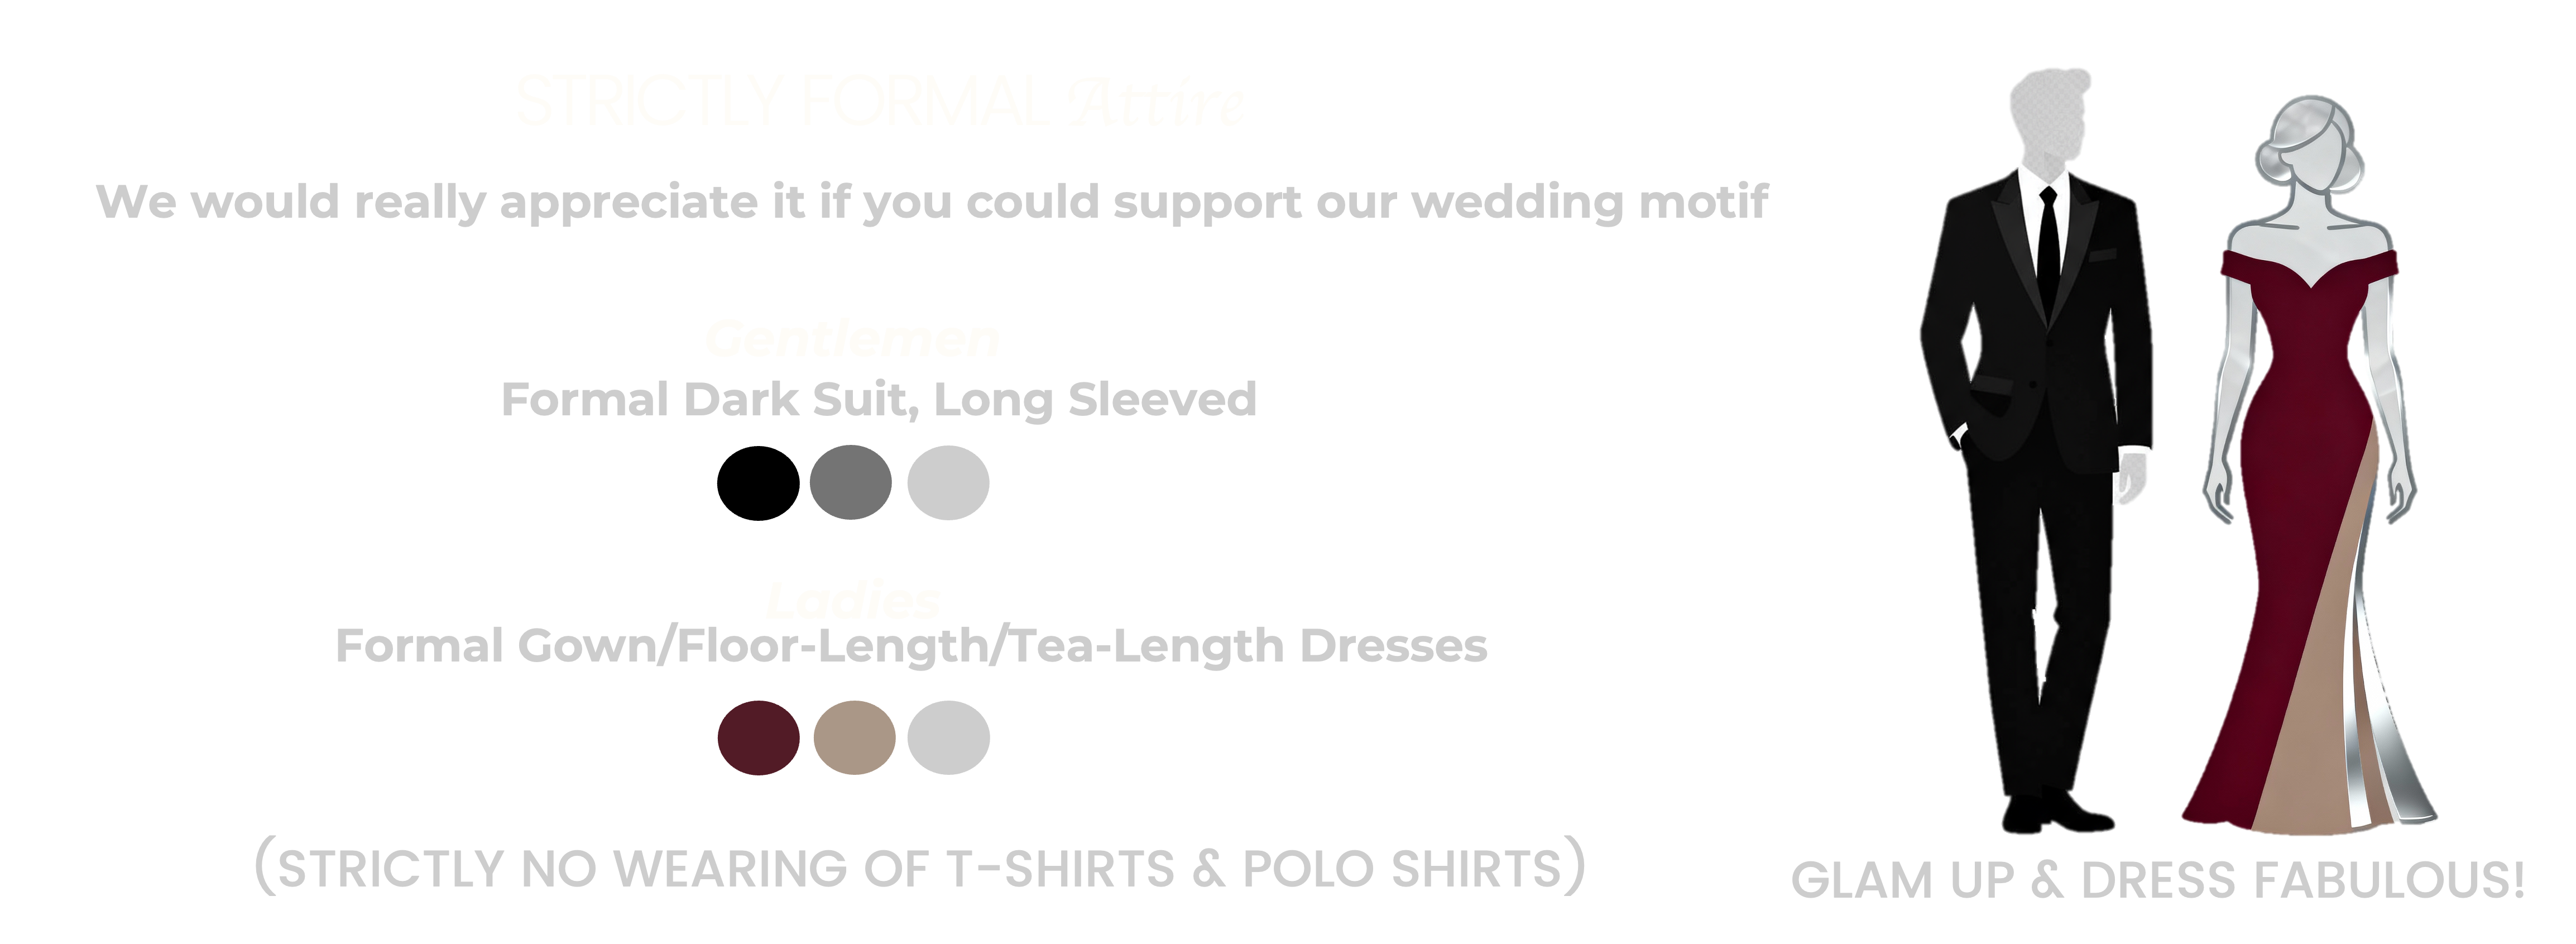 STRICTLY FORMAL Attire
We would really appreciate it if you could support our wedding motif
Gentlemen
Formal Dark Suit, Long Sleeved
Ladies
Formal Gown/Floor-Length/Tea-Length Dresses
(STRICTLY NO WEARING OF T-SHIRTS & POLO SHIRTS)
GLAM UP & DRESS FABULOUS!